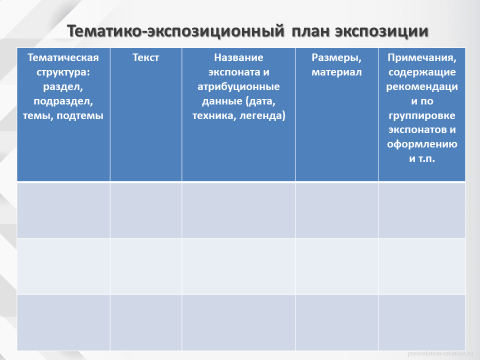 Тематико-экспозиционный план экспозиции
Тематическая
структура:
раздел,
подраздел,
темы, подтемы
Текст
Название
экспоната и
атрибуционные
данные (дата,
техника, легенда)
Размеры,
материал
Примечания,
содержащие
рекомендаци
и по
группировке
экспонатов и
оформлению
и т.п.